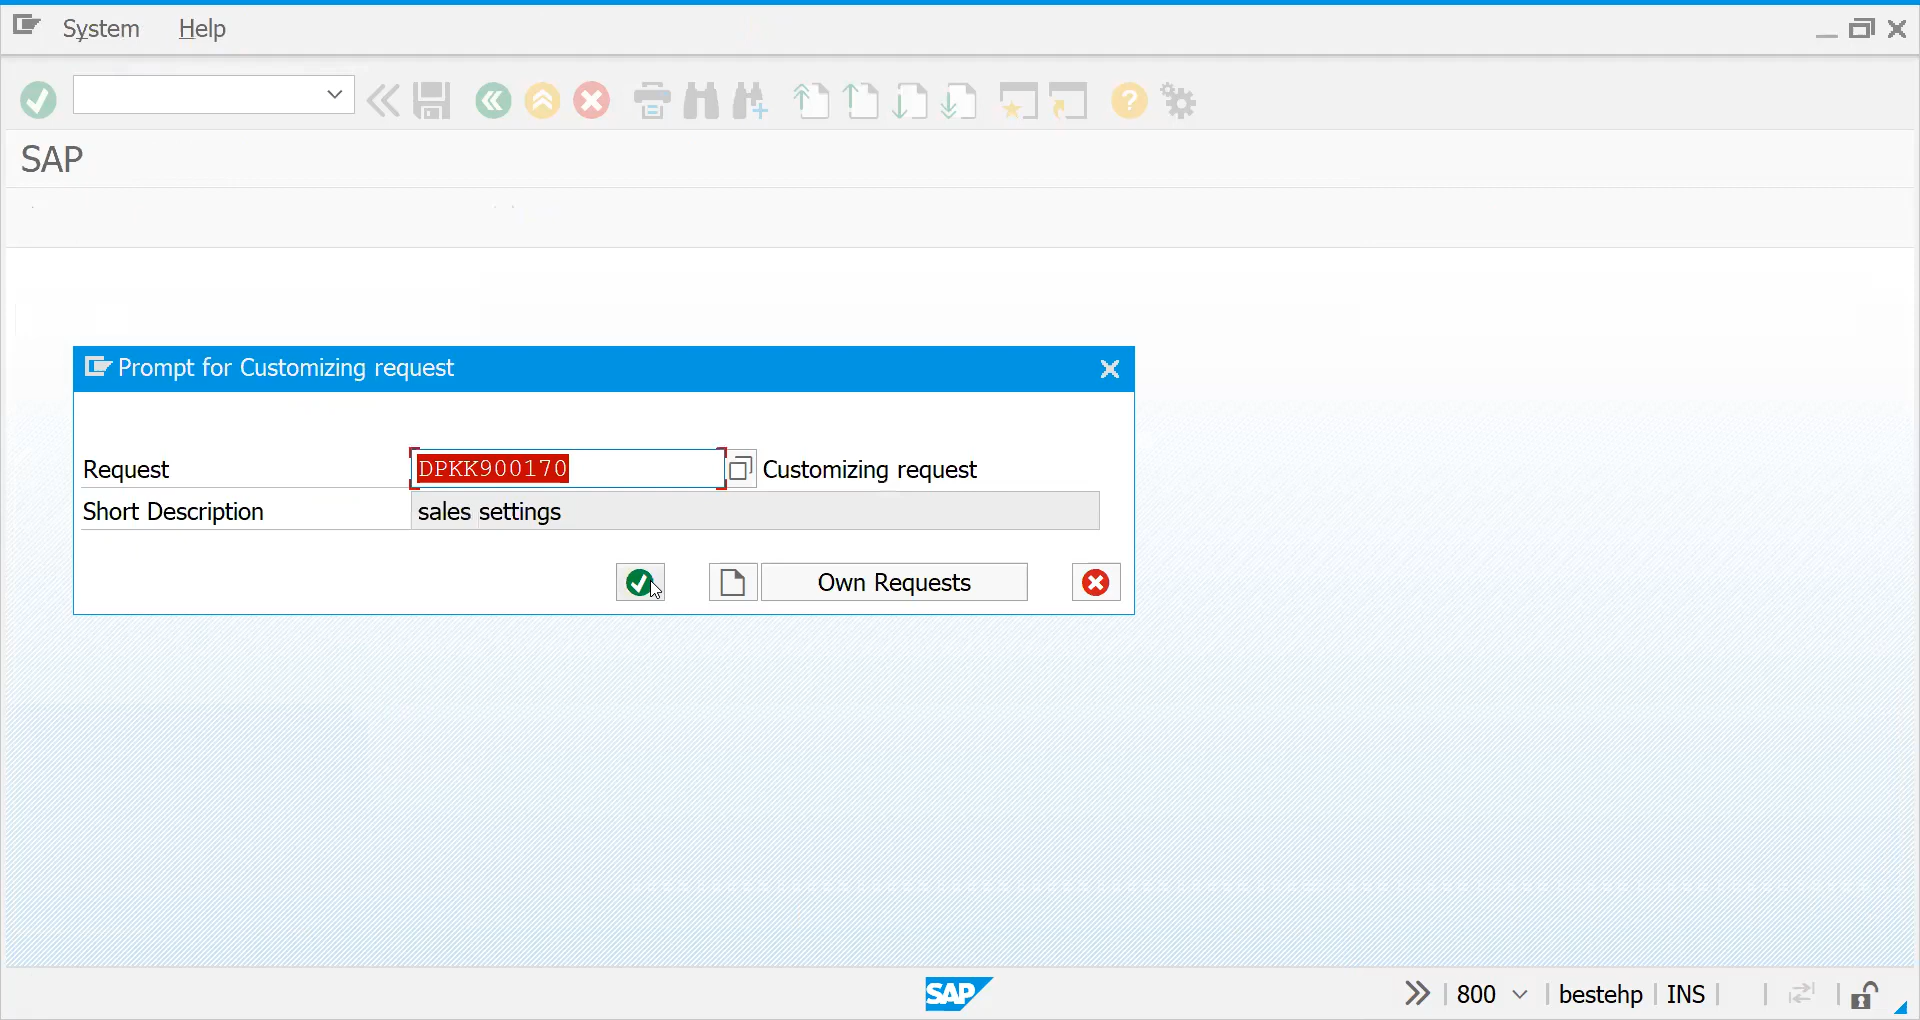 System Help
SAP
Prompt for Customizing request
Request DPKK900170 Customizing request
Short Description sales settings
Own Requests
SAP 800 bestehp INS